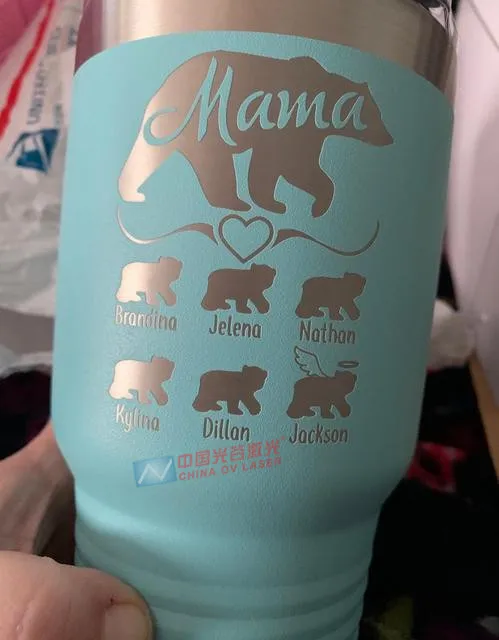 Mama
Brandina Jelena Nathan
Kylina Dillan Jackson
中国光谷激光
CHINA OV LASER